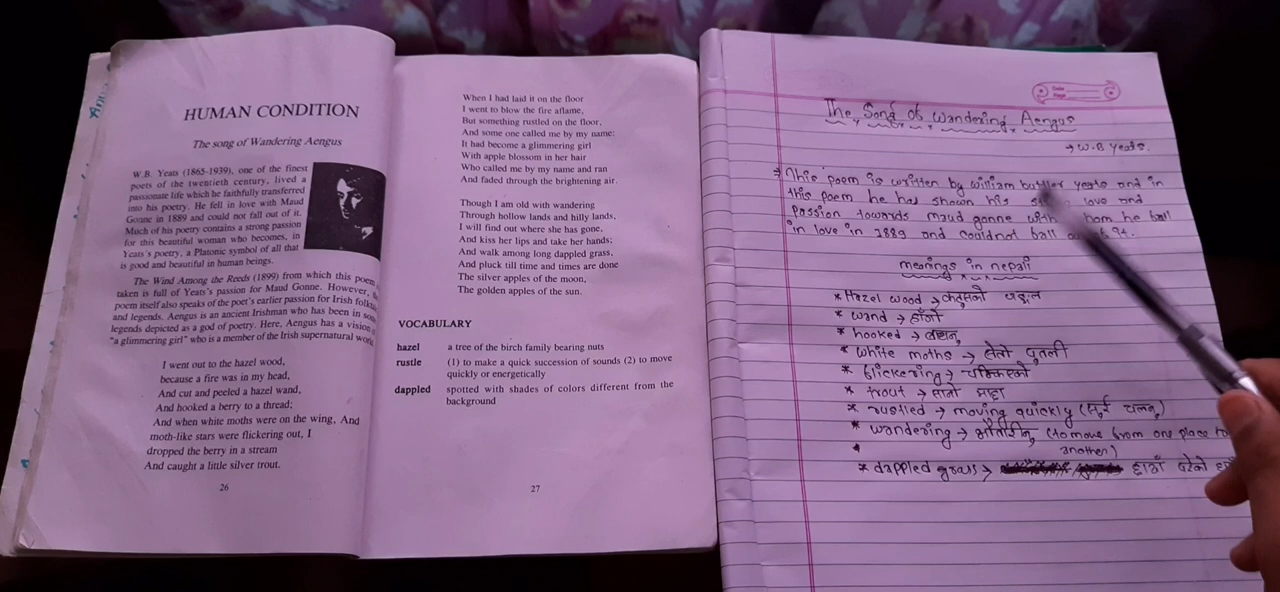 HUMAN CONDITION
The song of Wandering Aengus
W.B. Yeats (1865-1939), one of the finest
poets of the twentieth century, lived a
passionate life which he faithfully transferred
into his poetry. He fell in love with Maud
Gonne in 1889 and could not fall out of it.
Much of his poetry contains a strong passion
for this beautiful woman who becomes, in
Yeats's poetry, a Platonic symbol of all that
is good and beautiful in human beings.
The Wind Among the Reeds (1899) from which this poem
taken is full of Yeats's passion for Maud Gonne. However,
poem itself also speaks of the poet's earlier passion for Irish
and legends. Aengus is an ancient Irishman who has been in
legends depicted as a god of poetry. Here, Aengus has a vision
"a glimmering girl" who is a member of the Irish supernatural
I went out to the hazel wood,
because a fire was in my head,
And cut and peeled a hazel wand,
And hooked a berry to a thread;
And when white moths were on the wing, And
moth-like stars were flickering out, I
dropped the berry in a stream
And caught a little silver trout.
26
When I had laid it on the floor
I went to blow the fire aflame,
But something rustled on the floor,
And some one called me by my name:
It had become a glimmering girl
With apple blossom in her hair
Who called me by my name and ran
And faded through the brightening air.
Though I am old with wandering
Through hollow lands and hilly lands,
I will find out where she has gone,
And kiss her lips and take her hands;
And walk among long dappled grass,
And pluck till time and times are done
The silver apples of the moon,
The golden apples of the sun.
VOCABULARY
hazel a tree of the birch family bearing nuts
rustle (1) to make a quick succession of sounds (2) to move
quickly or energetically
dappled spotted with shades of colors different from the
background
27
Date
Page
The Song of Wandering Aengus
→ W.B Yeats.
⇒ This poem is written by william butler yeats and in
this poem he has shown his love and
passion towards maud gonne he ball
in love in 1889 and couldnot ball
meanings in nepali
* Hazel wood →
* wand → हाँगो
* hooked →
* white moths → सेतो पुतली
* blickering →
* trout →
* rustled → moving quickly
* wandering → (to move from one place to
another)
*
* dappled grass →